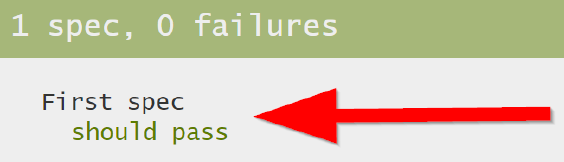 1 spec, 0 failures
First spec
should pass